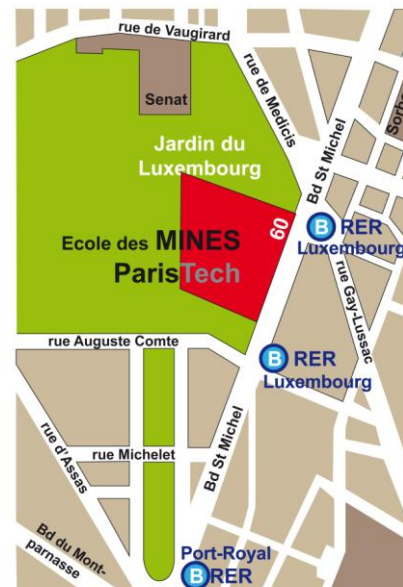 rue de Vaugirard
Senat
rue de Medicis
Bd St Michel
Jardin du
Luxembourg
60
B RER
Luxembourg
Ecole des MINES
ParisTech
rue Gay-Lussac
rue Auguste Comte
B RER
Luxembourg
rue d'Assas
rue Michelet
Bd St Michel
Bd du Mont-
parnasse
Port-Royal
B RER